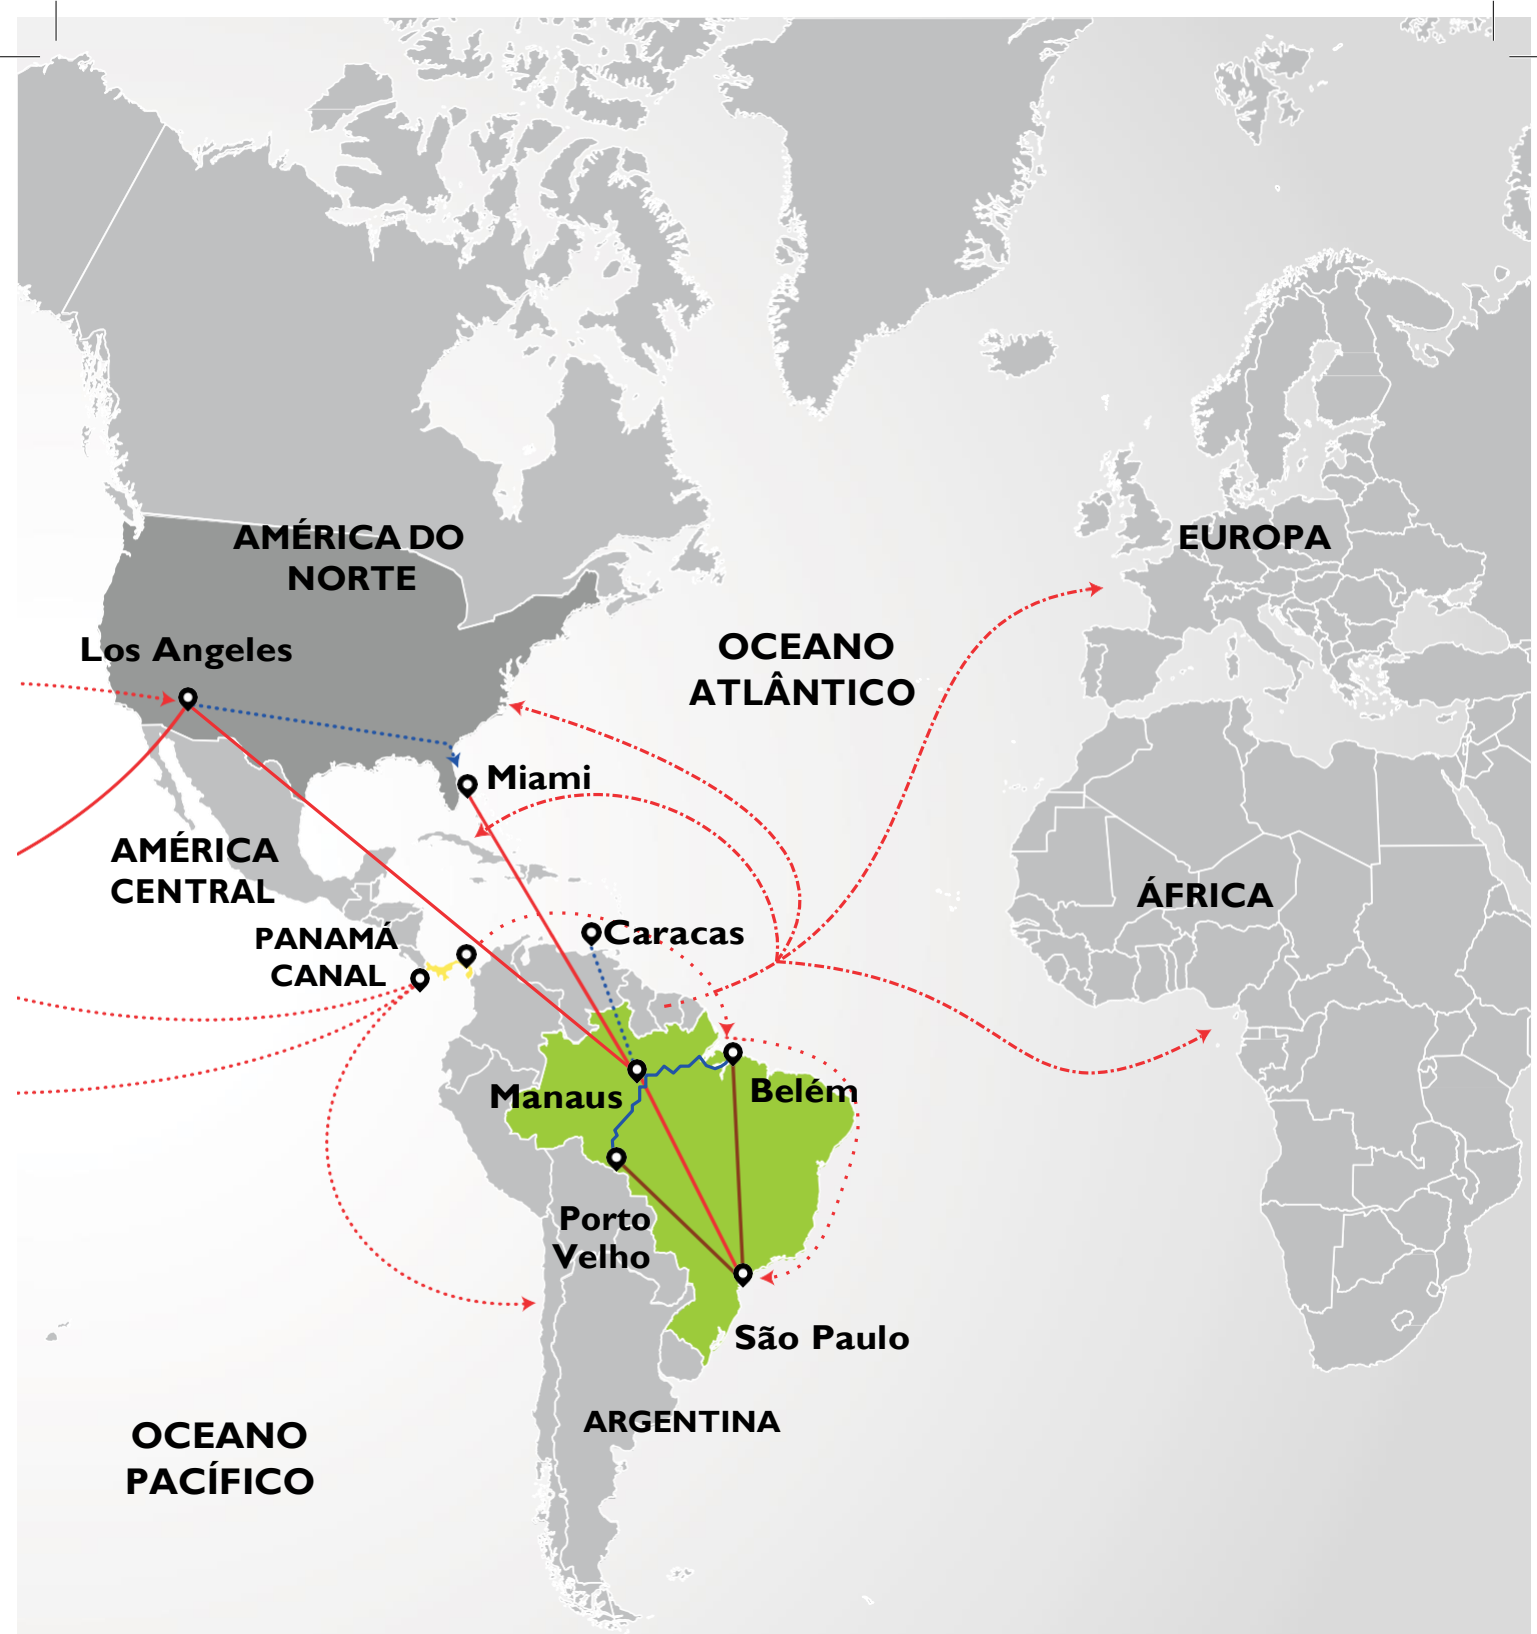 AMÉRICA DO
NORTE
EUROPA
Los Angeles
OCEANO
ATLÂNTICO
Miami
AMÉRICA
CENTRAL
ÁFRICA
PANAMÁ
CANAL
Caracas
Manaus
Belém
Porto
Velho
São Paulo
ARGENTINA
OCEANO
PACÍFICO